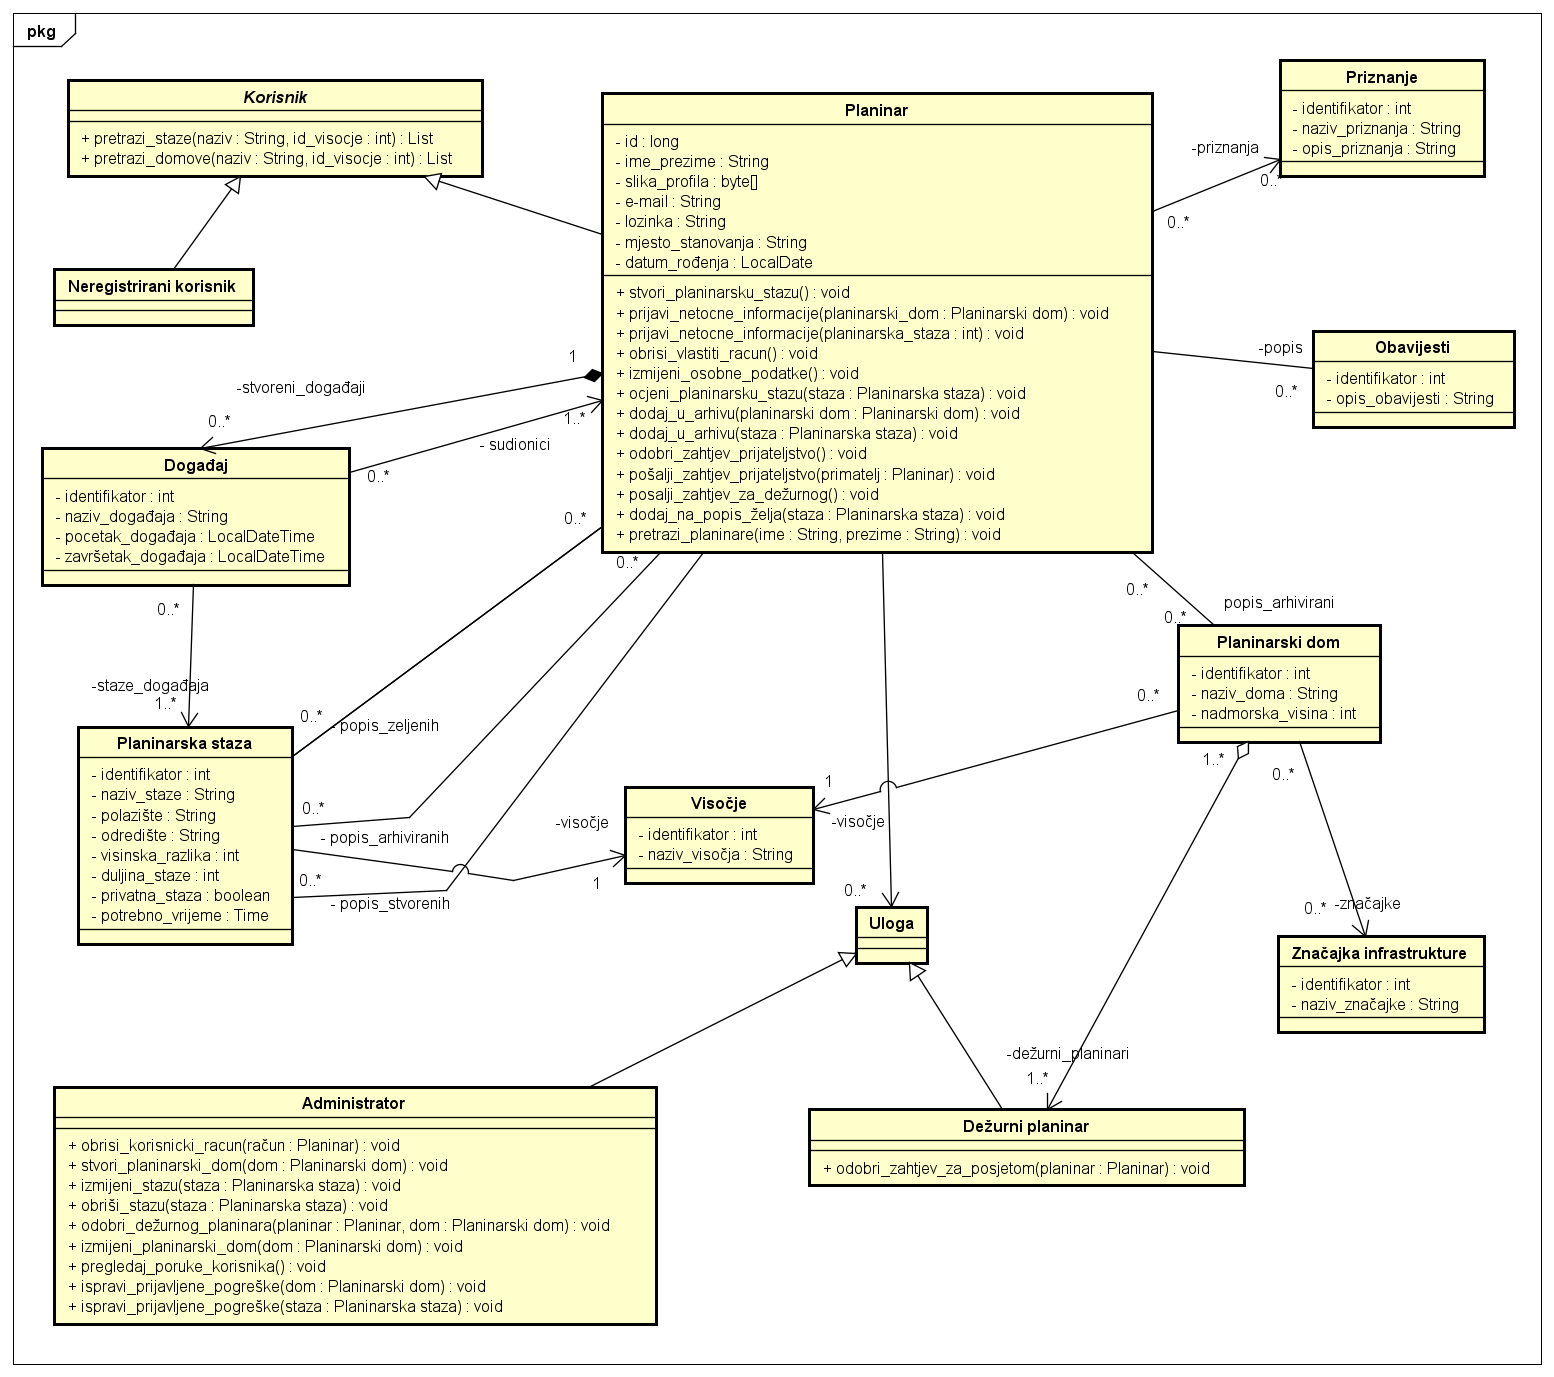 pkg
Korisnik
+ pretrazi_staze(naziv : String, id_visocje : int) : List
+ pretrazi_domove(naziv : String, id_visocje : int) : List
Neregistrirani korisnik
Planinar
- id : long
- ime_prezime : String
- slika_profila : byte[]
- e-mail : String
- lozinka : String
- mjesto_stanovanja : String
- datum_rođenja : LocalDate
+ stvori_planinarsku_stazu() : void
+ prijavi_netocne_informacije(planinarski_dom : Planinarski dom) : void
+ prijavi_netocne_informacije(planinarska_staza : int) : void
+ obrisi_vlastiti_racun() : void
+ izmijeni_osobne_podatke() : void
+ ocjeni_planinarsku_stazu(staza : Planinarska staza) : void
+ dodaj_u_arhivu(planinarski dom : Planinarski dom) : void
+ dodaj_u_arhivu(staza : Planinarska staza) : void
+ odobri_zahtjev_prijateljstvo() : void
+ pošalji_zahtjev_prijateljstvo(primatelj : Planinar) : void
+ posalji_zahtjev_za_dežurnog() : void
+ dodaj_na_popis_želja(staza : Planinarska staza) : void
+ pretrazi_planinare(ime : String, prezime : String) : void
Priznanje
- identifikator : int
- naziv_priznanja : String
- opis_priznanja : String
-priznanja
0..*
0..*
Obavijesti
- identifikator : int
- opis_obavijesti : String
-popis
0..*
1
-stvoreni_događaji
0..*
1..*
- sudionici
0..*
Događaj
- identifikator : int
- naziv_događaja : String
- pocetak_događaja : LocalDateTime
- završetak_događaja : LocalDateTime
0..*
-staze_događaja
1..*
0..*
0..*
0..*
- popis_zeljenih
0..*
- popis_arhiviranih
0..*
- popis_stvorenih
Planinarska staza
- identifikator : int
- naziv_staze : String
- polazište : String
- odredište : String
- visinska_razlika : int
- duljina_staze : int
- privatna_staza : boolean
- potrebno_vrijeme : Time
-visočje
1
Visočje
- identifikator : int
- naziv_visočja : String
1
-visočje
0..*
0..*
popis_arhivirani
0..*
Planinarski dom
- identifikator : int
- naziv_doma : String
- nadmorska_visina : int
1..*
0..*
0..*
Uloga
0..*
-značajke
Značajka infrastrukture
- identifikator : int
- naziv_značajke : String
-dežurni_planinari
1..*
Administrator
+ obrisi_korisnicki_racun(račun : Planinar) : void
+ stvori_planinarski_dom(dom : Planinarski dom) : void
+ izmijeni_stazu(staza : Planinarska staza) : void
+ obriši_stazu(staza : Planinarska staza) : void
+ odobri_dežurnog_planinara(planinar : Planinar, dom : Planinarski dom) : void
+ izmijeni_planinarski_dom(dom : Planinarski dom) : void
+ pregledaj_poruke_korisnika() : void
+ ispravi_prijavljene_pogreške(dom : Planinarski dom) : void
+ ispravi_prijavljene_pogreške(staza : Planinarska staza) : void
Dežurni planinar
+ odobri_zahtjev_za_posjetom(planinar : Planinar) : void